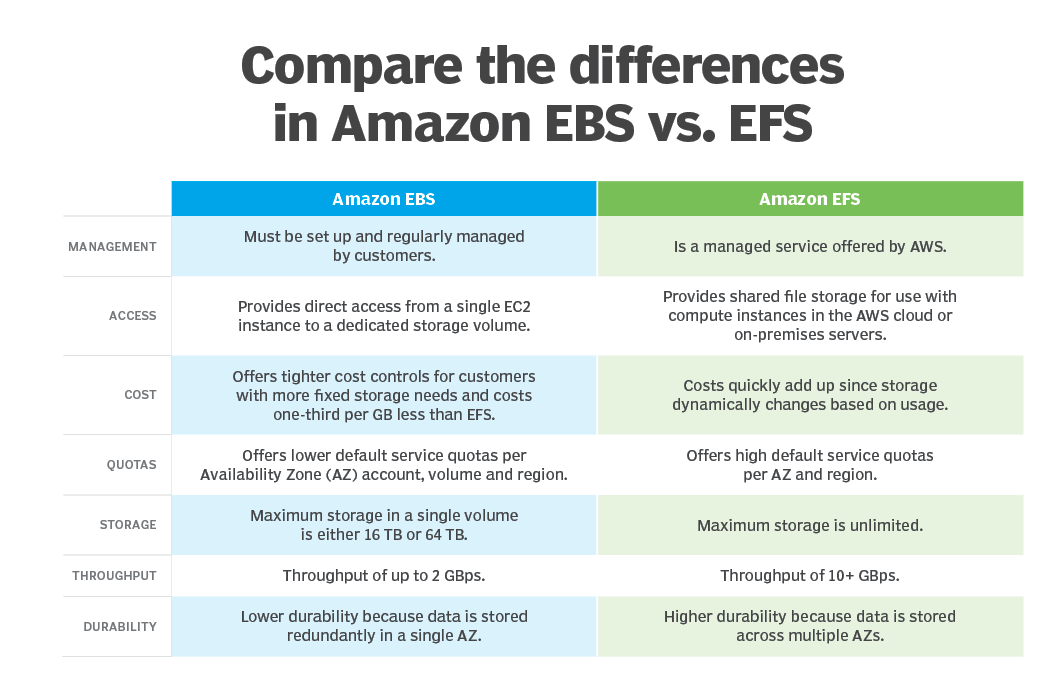 Compare the differences
in Amazon EBS vs. EFS
Amazon EBS
Amazon EFS
MANAGEMENT
Must be set up and regularly managed
by customers.
Is a managed service offered by AWS.
ACCESS
Provides direct access from a single EC2
instance to a dedicated storage volume.
Provides shared file storage for use with
compute instances in the AWS cloud or
on-premises servers.
COST
Offers tighter cost controls for customers
with more fixed storage needs and costs
one-third per GB less than EFS.
Costs quickly add up since storage
dynamically changes based on usage.
QUOTAS
Offers lower default service quotas per
Availability Zone (AZ) account, volume and region.
Offers high default service quotas
per AZ and region.
STORAGE
Maximum storage in a single volume
is either 16 TB or 64 TB.
Maximum storage is unlimited.
THROUGHPUT
Throughput of up to 2 GBps.
Throughput of 10+ GBps.
DURABILITY
Lower durability because data is stored
redundantly in a single AZ.
Higher durability because data is stored
across multiple AZs.